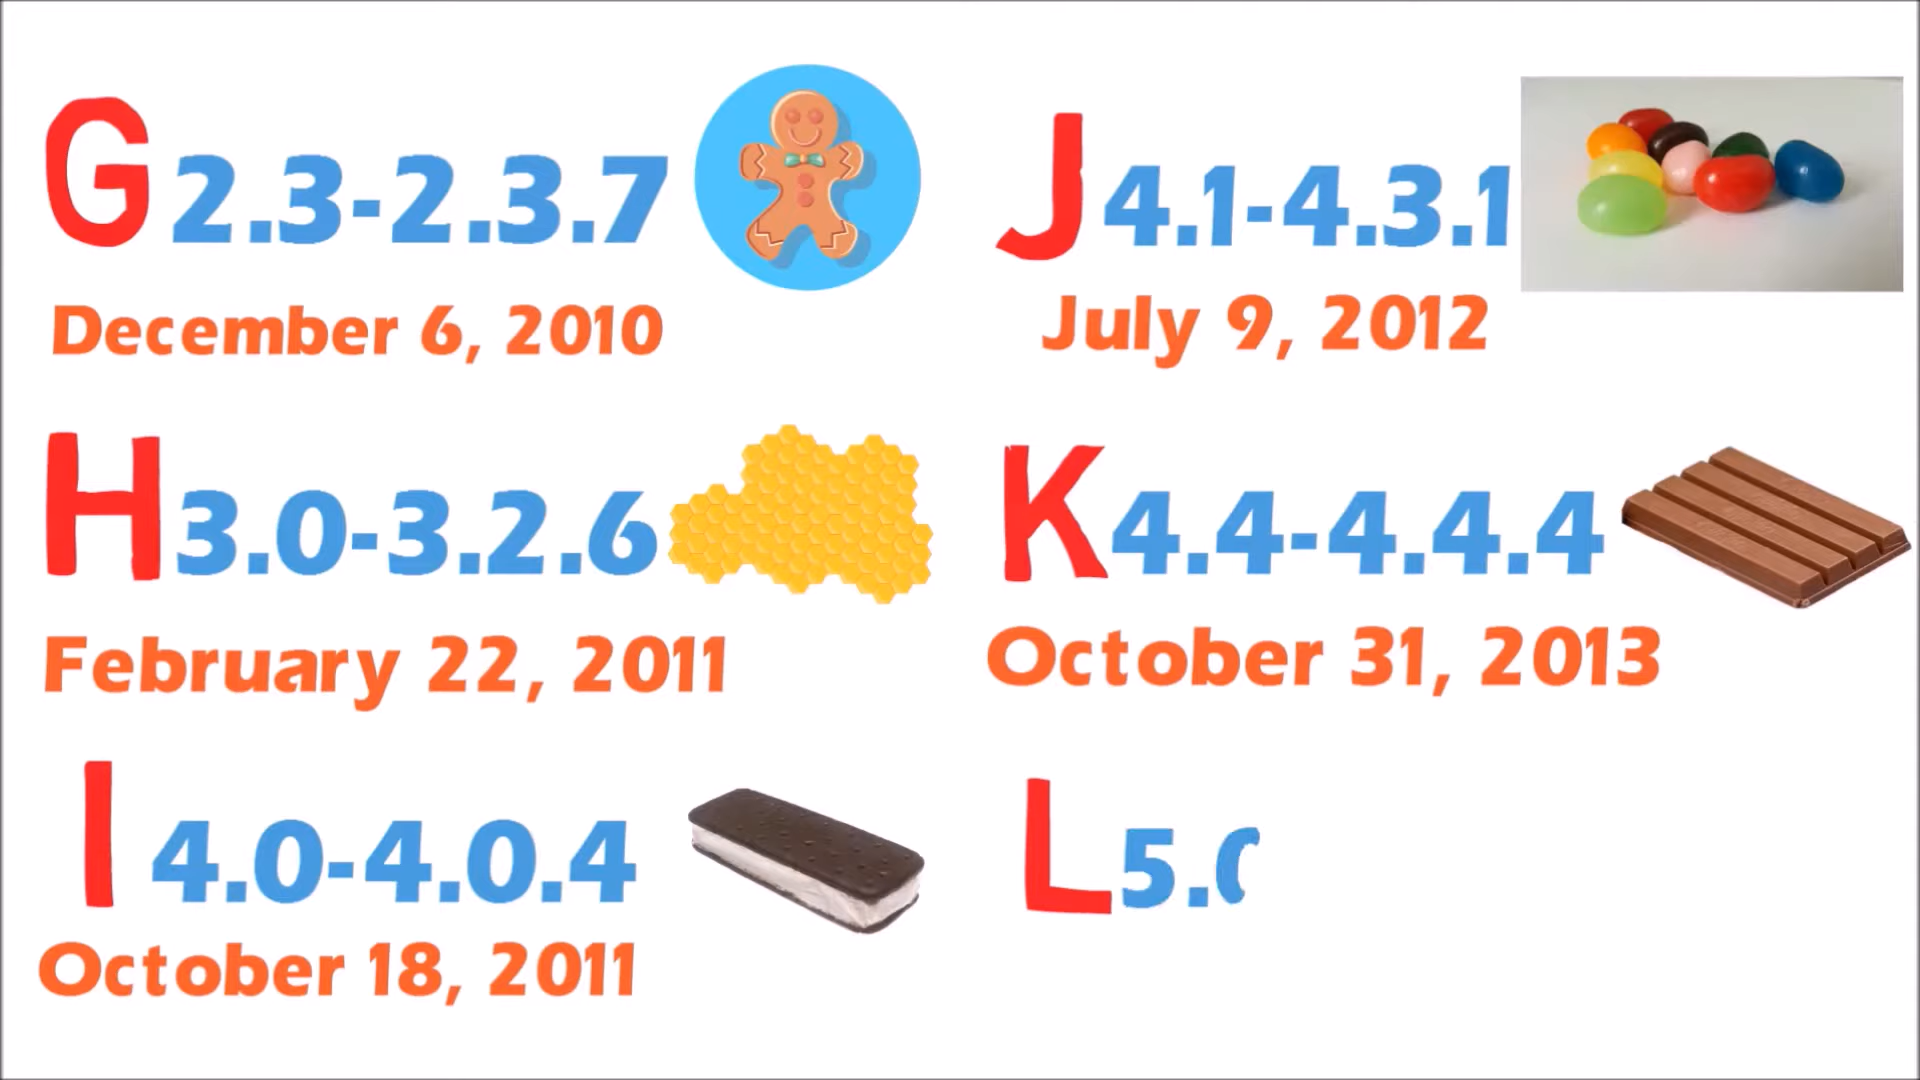 G 2.3-2.3.7
December 6, 2010
H 3.0-3.2.6
February 22, 2011
I 4.0-4.0.4
October 18, 2011
J 4.1-4.3.1
July 9, 2012
K 4.4-4.4.4
October 31, 2013
L 5.